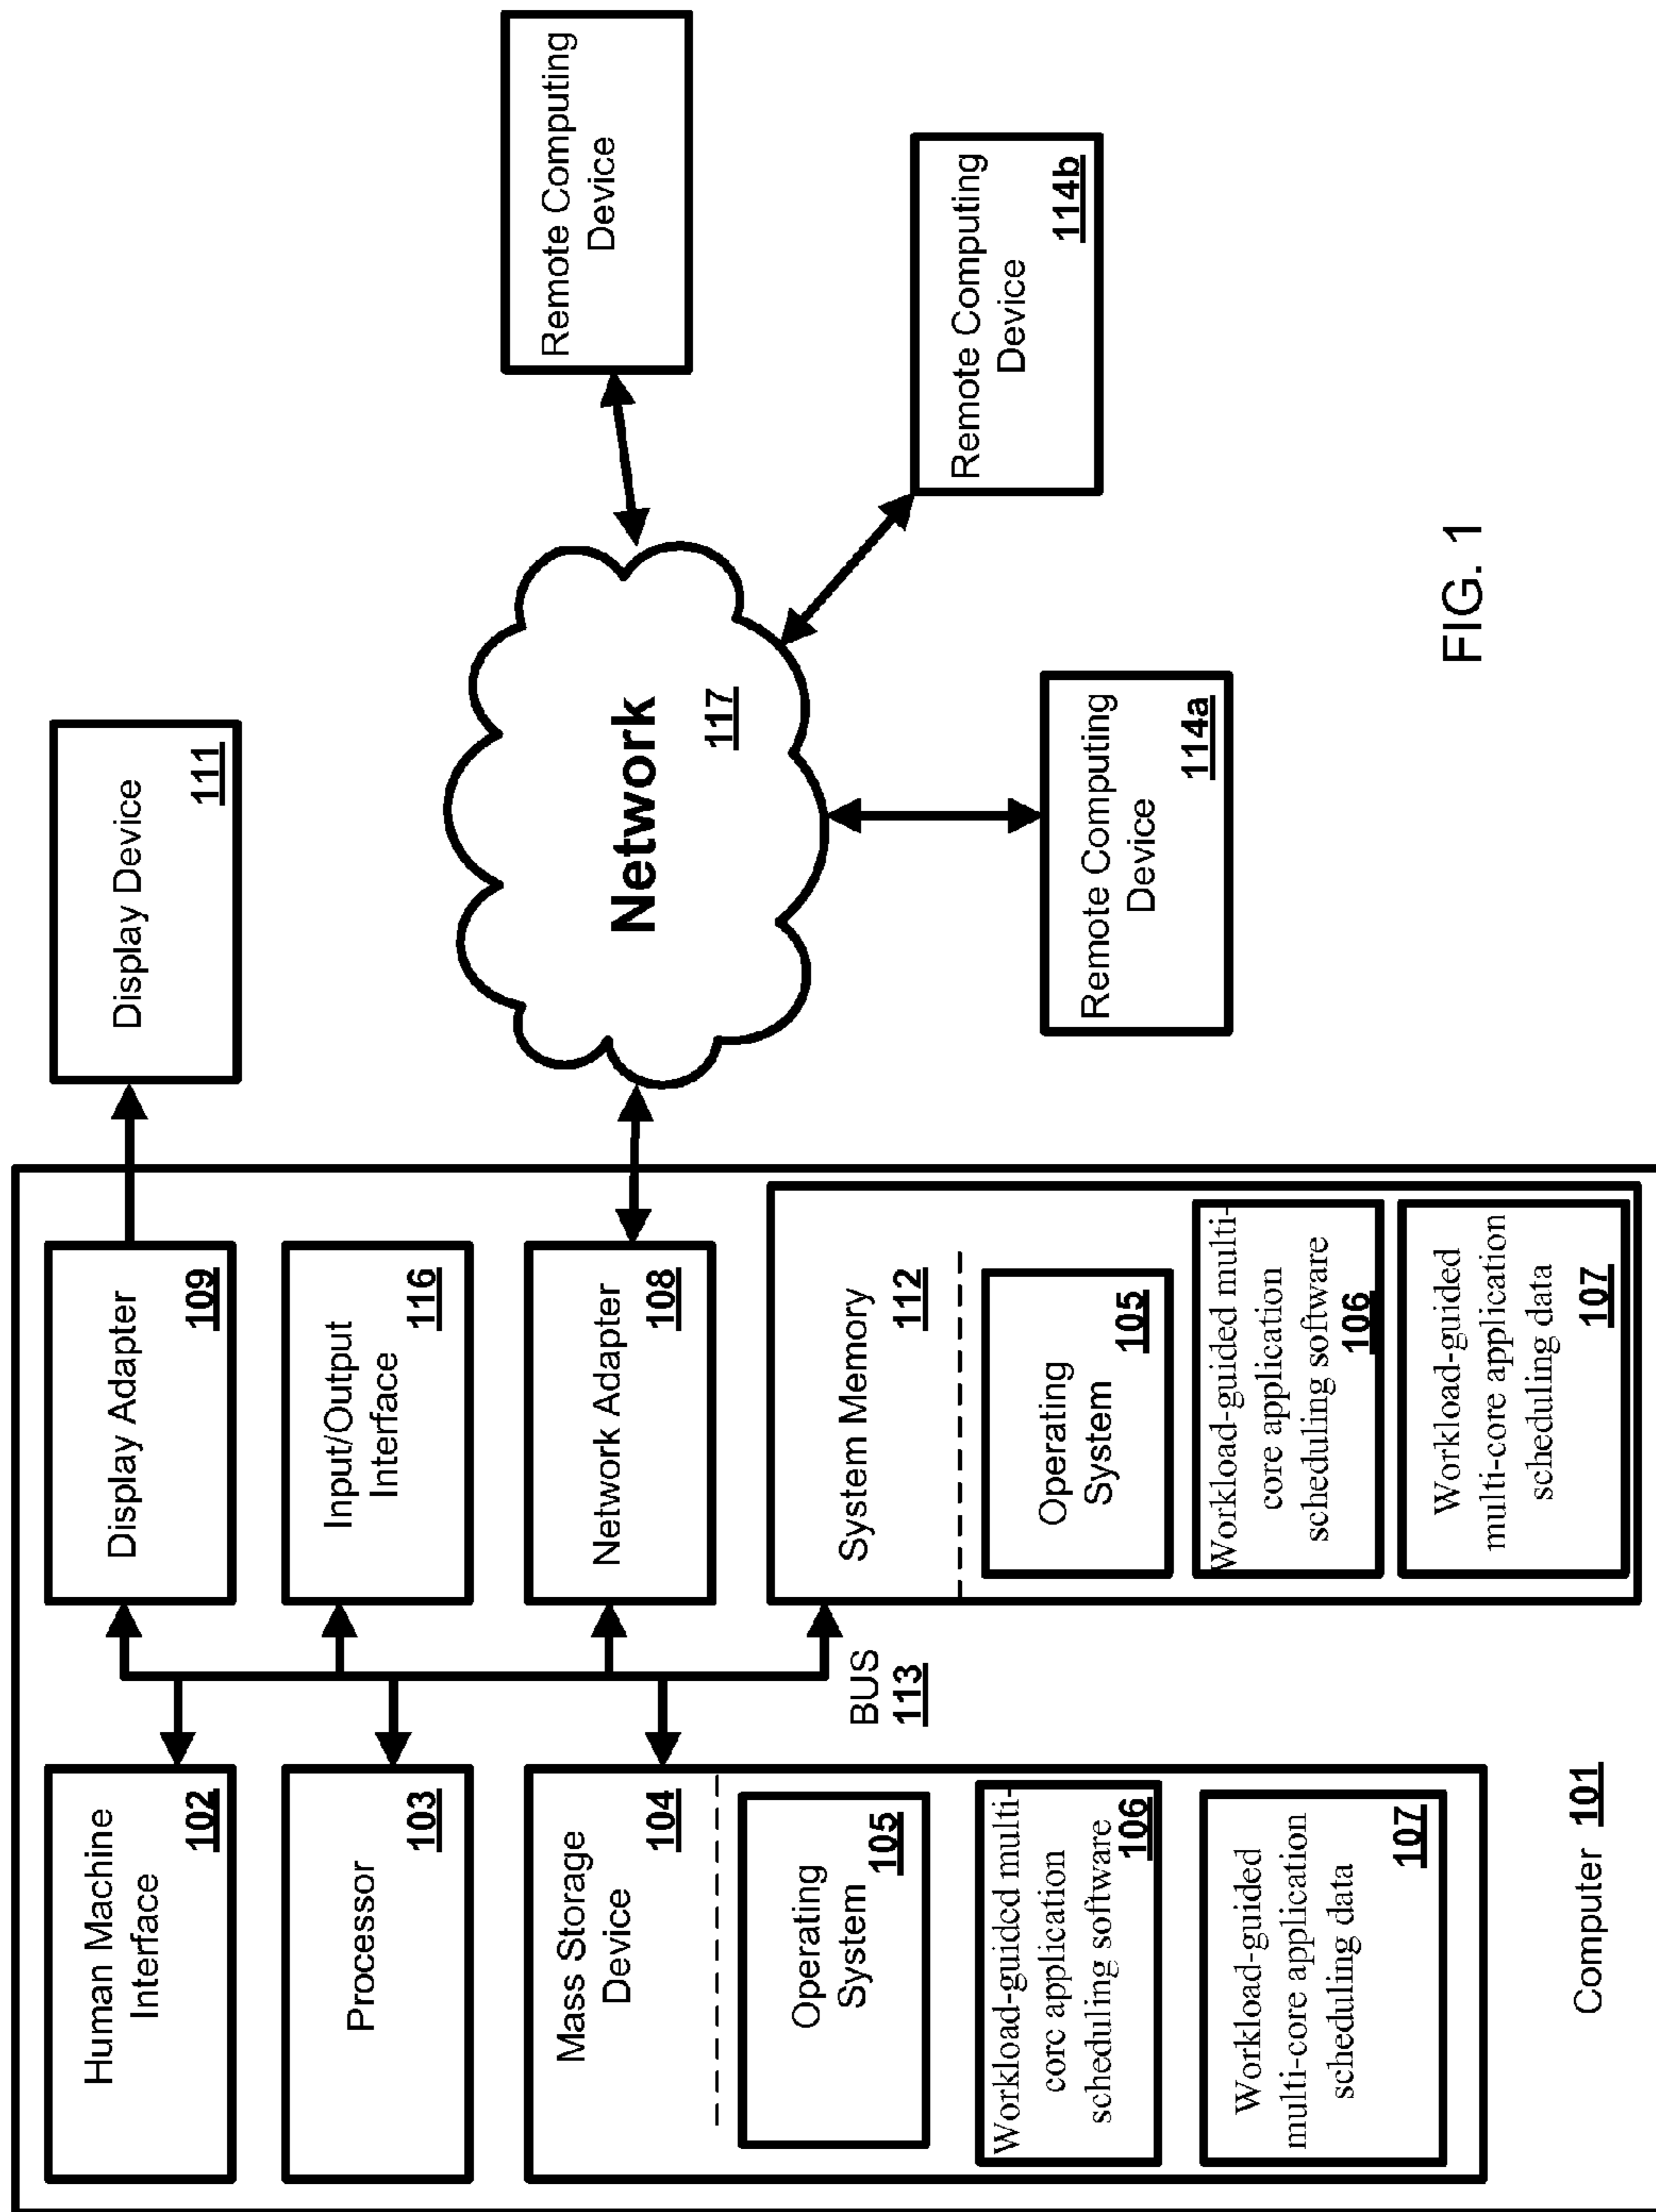 Human Machine
Interface
102
Processor
103
Mass Storage
Device
104
Operating
System
105
Workload-guided multi-
core application
scheduling software
106
Workload-guided
multi-core application
scheduling data
107
Computer 101
BUS
113
Display Adapter
109
Input/Output
Interface
116
Network Adapter
108
System Memory
112
Operating
System
105
Workload-guided multi-
core application
scheduling software
106
Workload-guided
multi-core application
scheduling data
107
Display Device
111
Network
117
Remote Computing
Device
114a
Remote Computing
Device
114b
Remote Computing
Device
FIG. 1